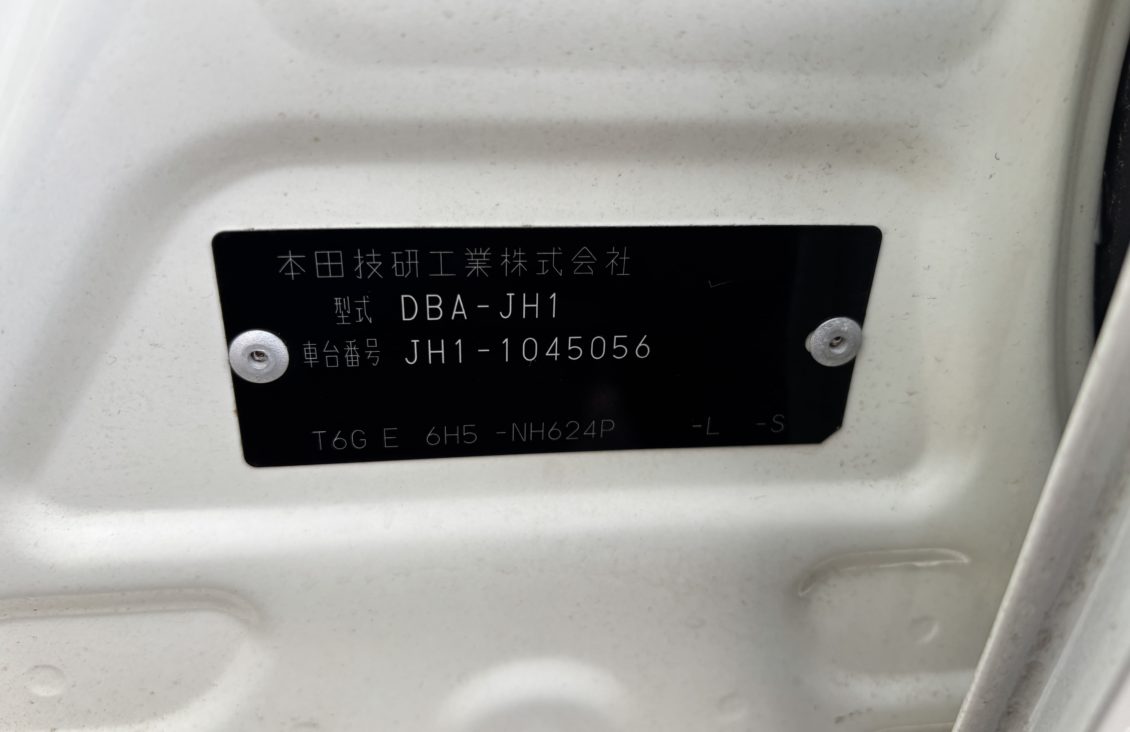 本田技研工業株式会社
型式 DBA-JH1
車台番号 JH1-1045056
T6G E 6H5 -NH624P -L -S